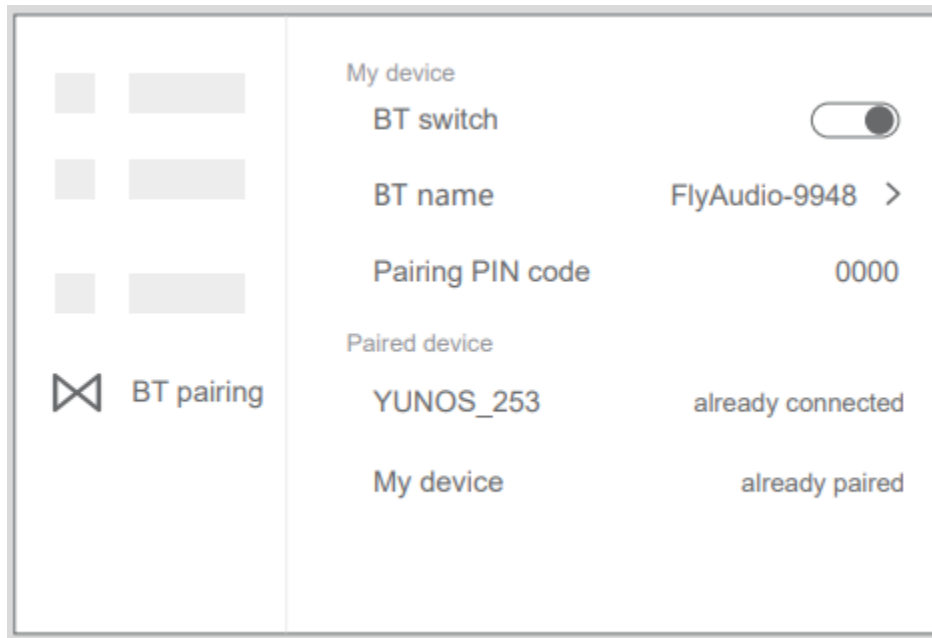 My device
BT switch
BT name FlyAudio-9948 >
Pairing PIN code 0000
Paired device
BT pairing
YUNOS_253 already connected
My device already paired